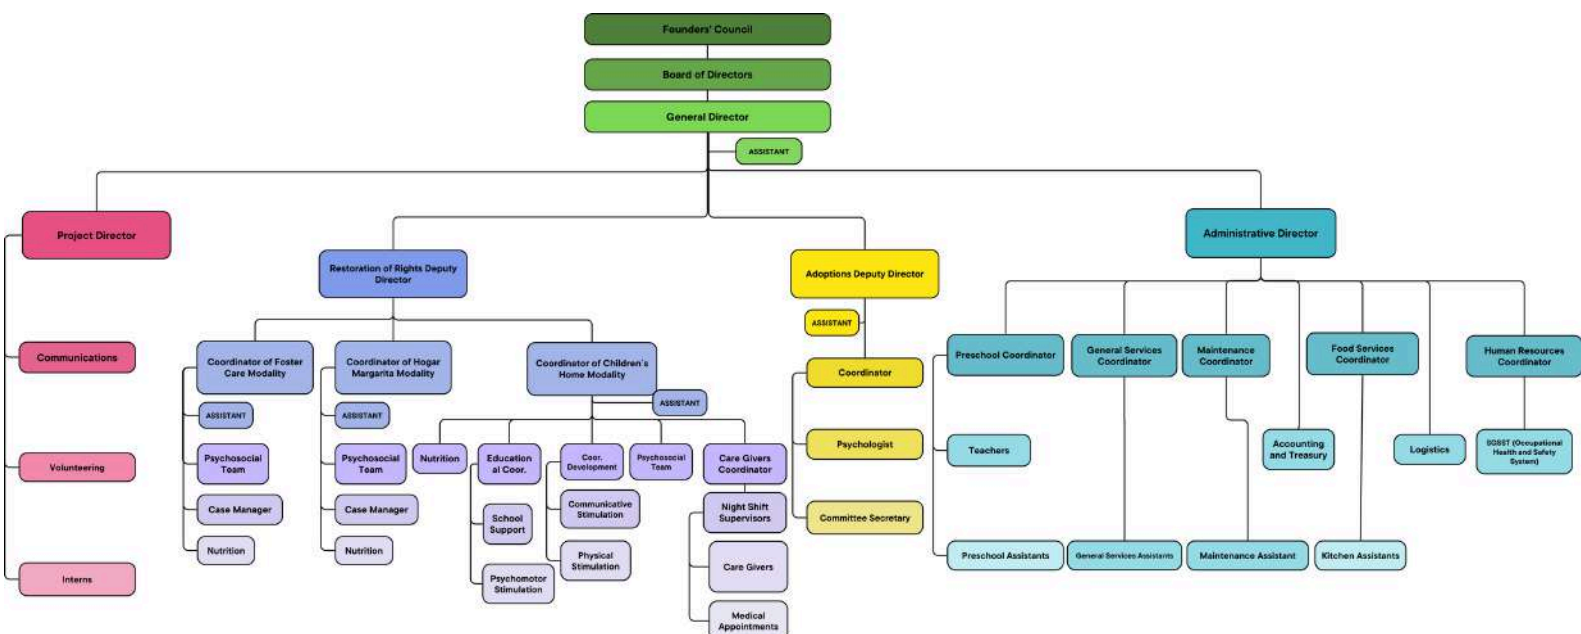 Founders' Council
Board of Directors
General Director
ASSISTANT
Project Director
Communications
Volunteering
Interns
Restoration of Rights Deputy
Director
Coordinator of Foster
Care Modality
ASSISTANT
Psychosocial
Team
Case Manager
Nutrition
Coordinator of Hogar
Margarita Modality
ASSISTANT
Psychosocial
Team
Case Manager
Nutrition
Coordinator of Children's
Home Modality
ASSISTANT
Nutrition
Education
al Coor.
School
Support
Psychomotor
Stimulation
Coor.
Development
Communicative
Stimulation
Physical
Stimulation
Psychosocial
Team
Care Givers
Coordinator
Night Shift
Supervisors
Care Givers
Medical
Appointments
Adoptions Deputy Director
ASSISTANT
Coordinator
Psychologist
Committee Secretary
Administrative Director
Preschool Coordinator
Teachers
Preschool Assistants
General Services
Coordinator
General Services Assistants
Maintenance
Coordinator
Maintenance Assistant
Accounting
and Treasury
Food Services
Coordinator
Kitchen Assistants
Logistics
Human Resources
Coordinator
SGSST (Occupational
Health and Safety
System)